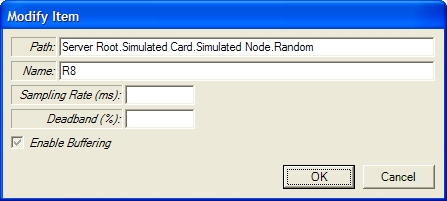 Modify Item
Path: Server Root.Simulated Card.Simulated Node.Random
Name: R8
Sampling Rate (ms):
Deadband (%):
Enable Buffering
OK Cancel